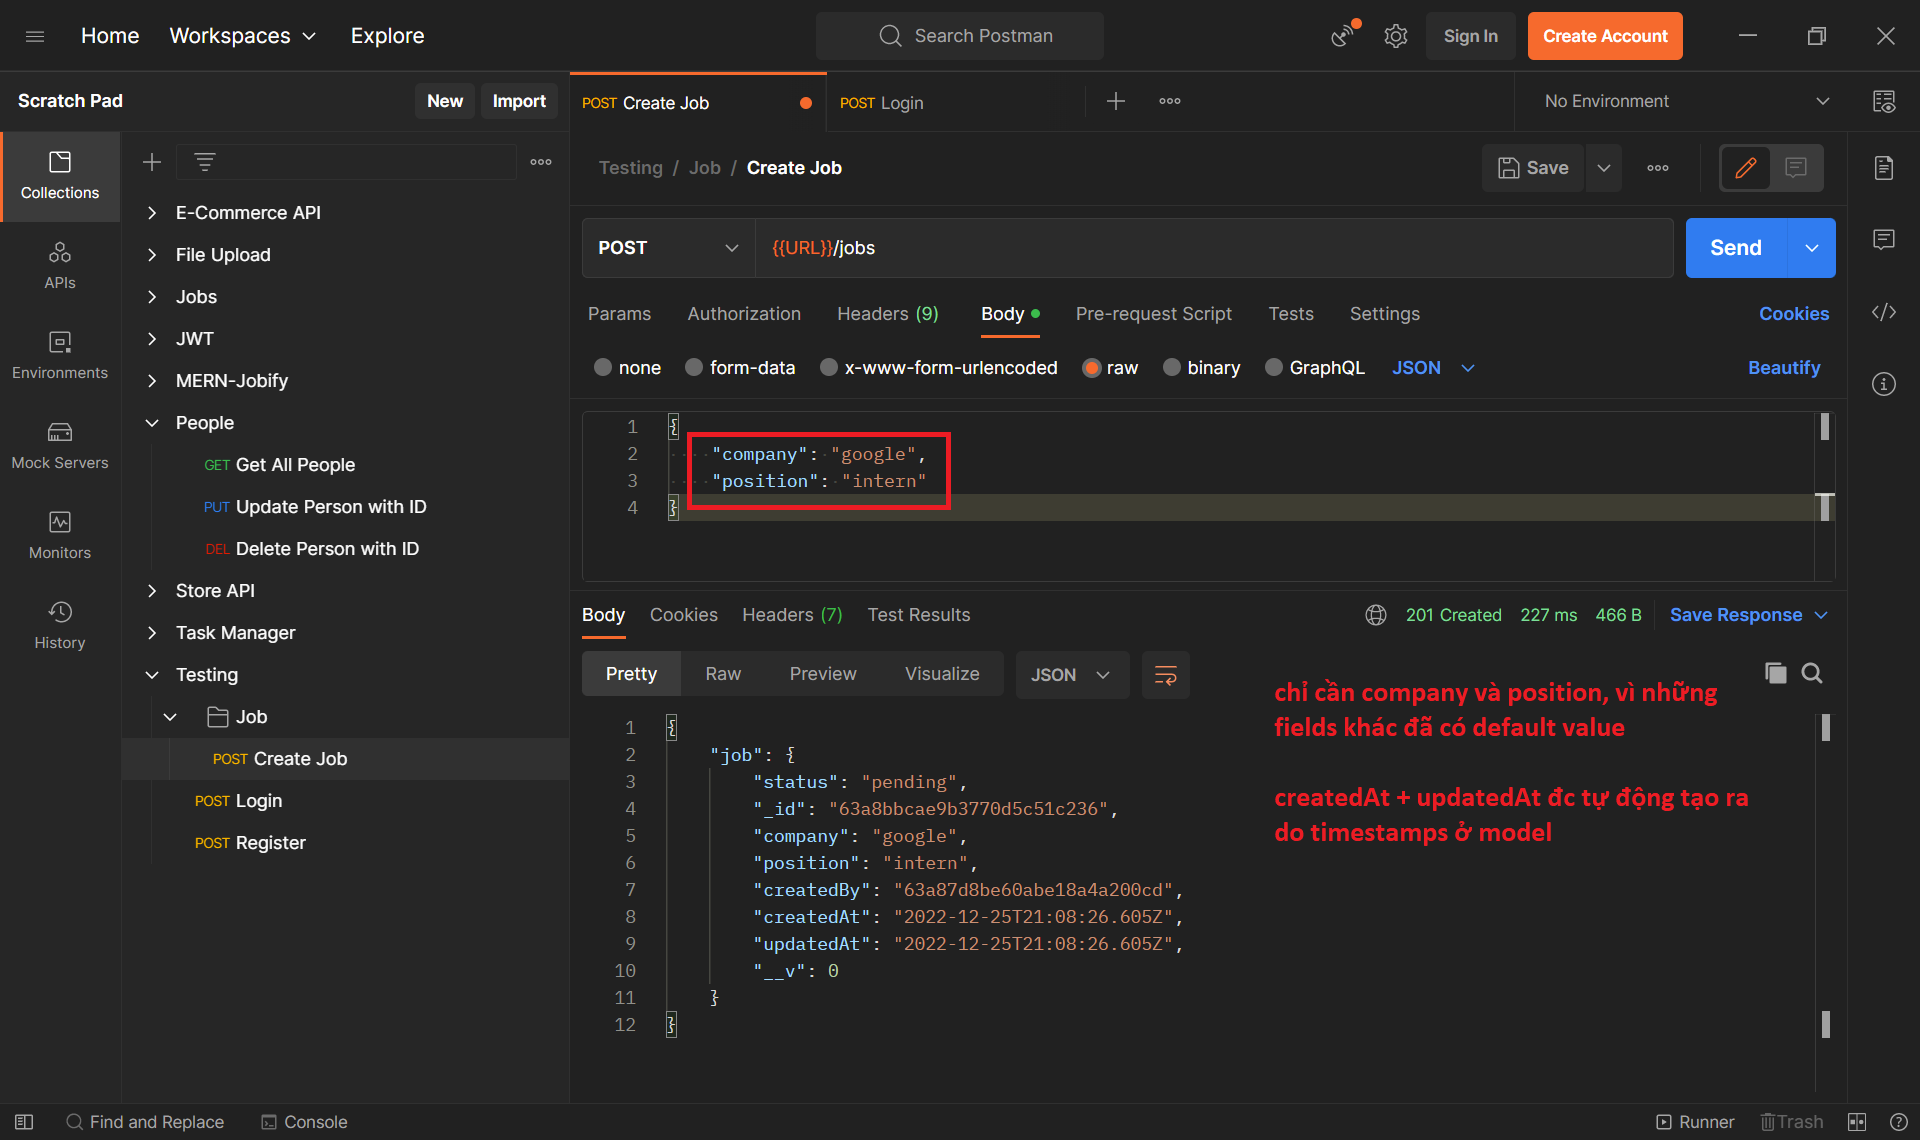 Home Workspaces Explore Search Postman Sign In Create Account
Scratch Pad New Import
POST Create Job POST Login No Environment
Collections
APIs
Environments
Mock Servers
Monitors
History
E-Commerce API
File Upload
Jobs
JWT
MERN-Jobify
People
GET Get All People
PUT Update Person with ID
DEL Delete Person with ID
Store API
Task Manager
Testing
Job
POST Create Job
POST Login
POST Register
Testing / Job / Create Job Save
POST {{URL}}/jobs Send
Params Authorization Headers (9) Body Pre-request Script Tests Settings Cookies
none form-data x-www-form-urlencoded raw binary GraphQL JSON Beautify
1 {
2 "company": "google",
3 "position": "intern"
4 }
Body Cookies Headers (7) Test Results 201 Created 227 ms 466 B Save Response
Pretty Raw Preview Visualize JSON
1 {
2 "job": {
3 "status": "pending",
4 "_id": "63a8bbcae9b3770d5c51c236",
5 "company": "google",
6 "position": "intern",
7 "createdBy": "63a87d8be60abe18a4a200cd",
8 "createdAt": "2022-12-25T21:08:26.605Z",
9 "updatedAt": "2022-12-25T21:08:26.605Z",
10 "__v": 0
11 }
12 }
chỉ cần company và position, vì những
fields khác đã có default value
createdAt + updatedAt đc tự động tạo ra
do timestamps ở model
Find and Replace Console Runner Trash